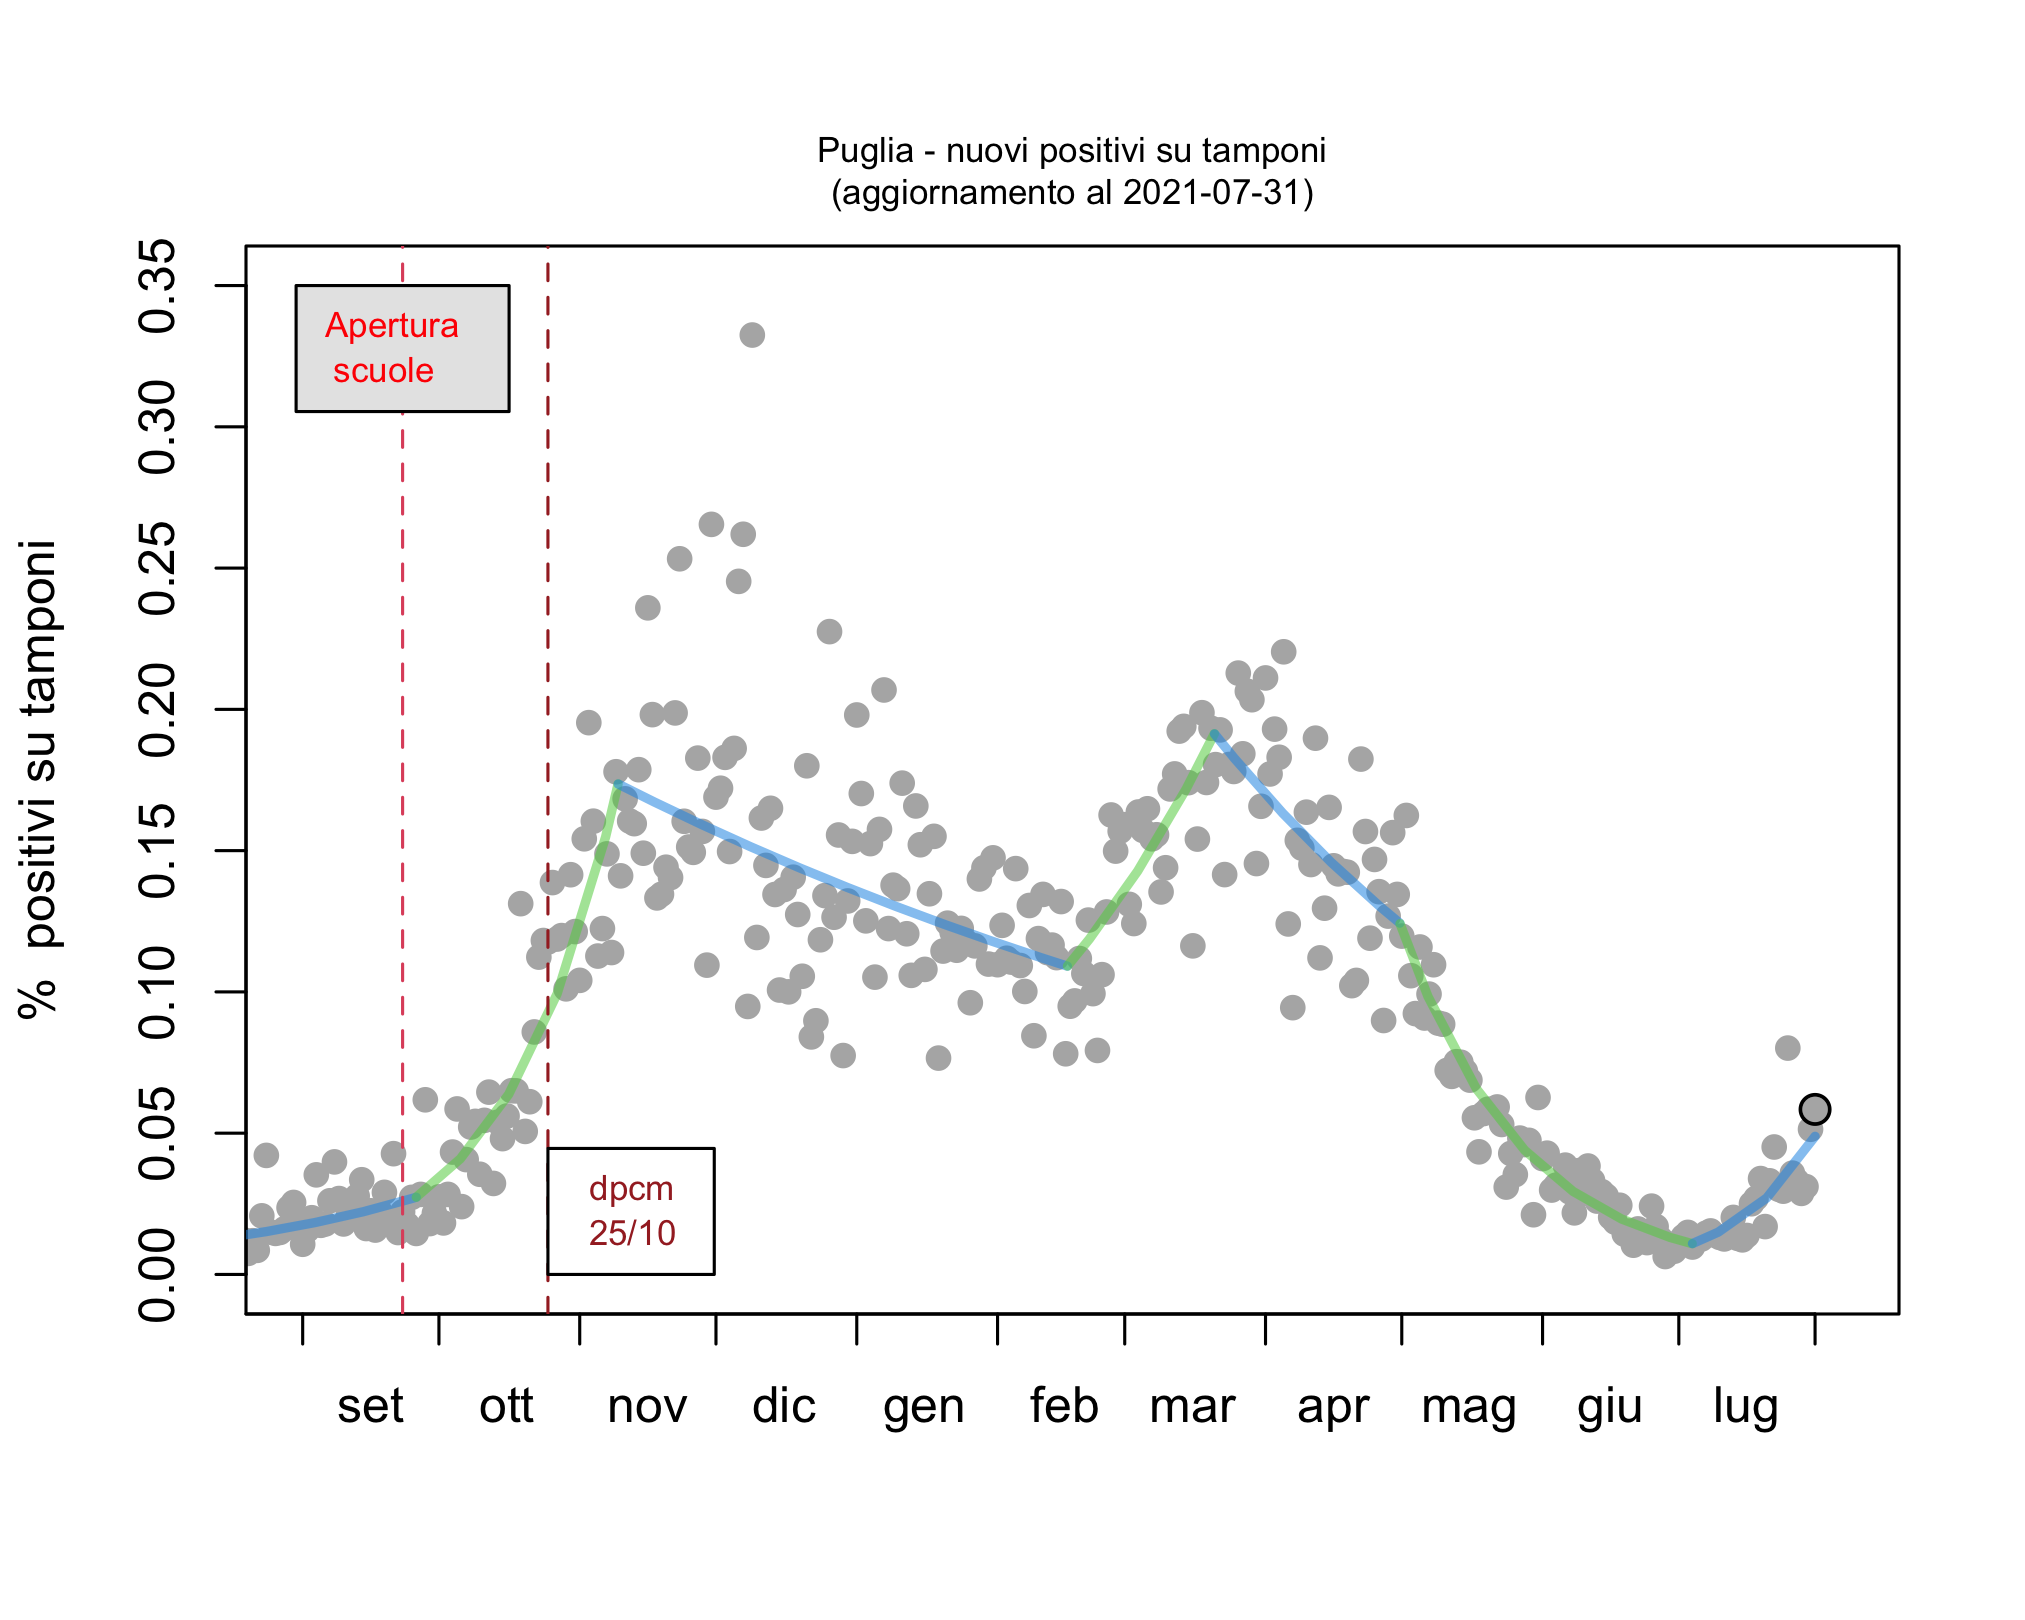 Puglia - nuovi positivi su tamponi
(aggiornamento al 2021-07-31)
% positivi su tamponi
0.35
0.30
0.25
0.20
0.15
0.10
0.05
0.00
Apertura
scuole
dpcm
25/10
set ott nov dic gen feb mar apr mag giu lug